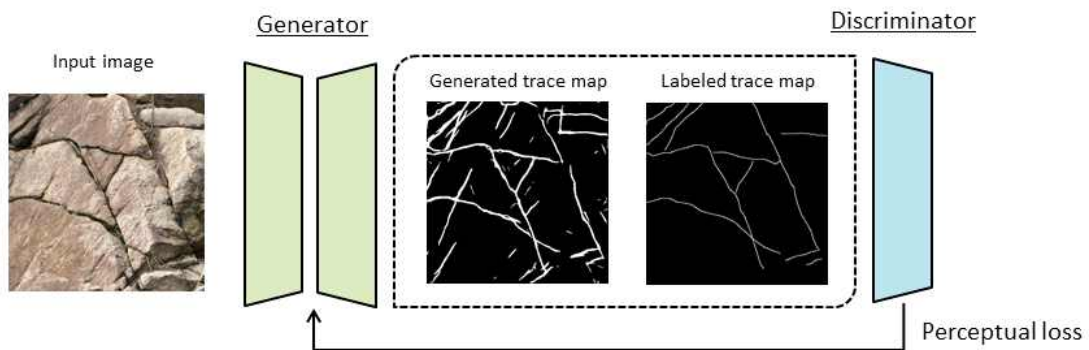 Generator
Discriminator
Input image
Generated trace map
Labeled trace map
Perceptual loss